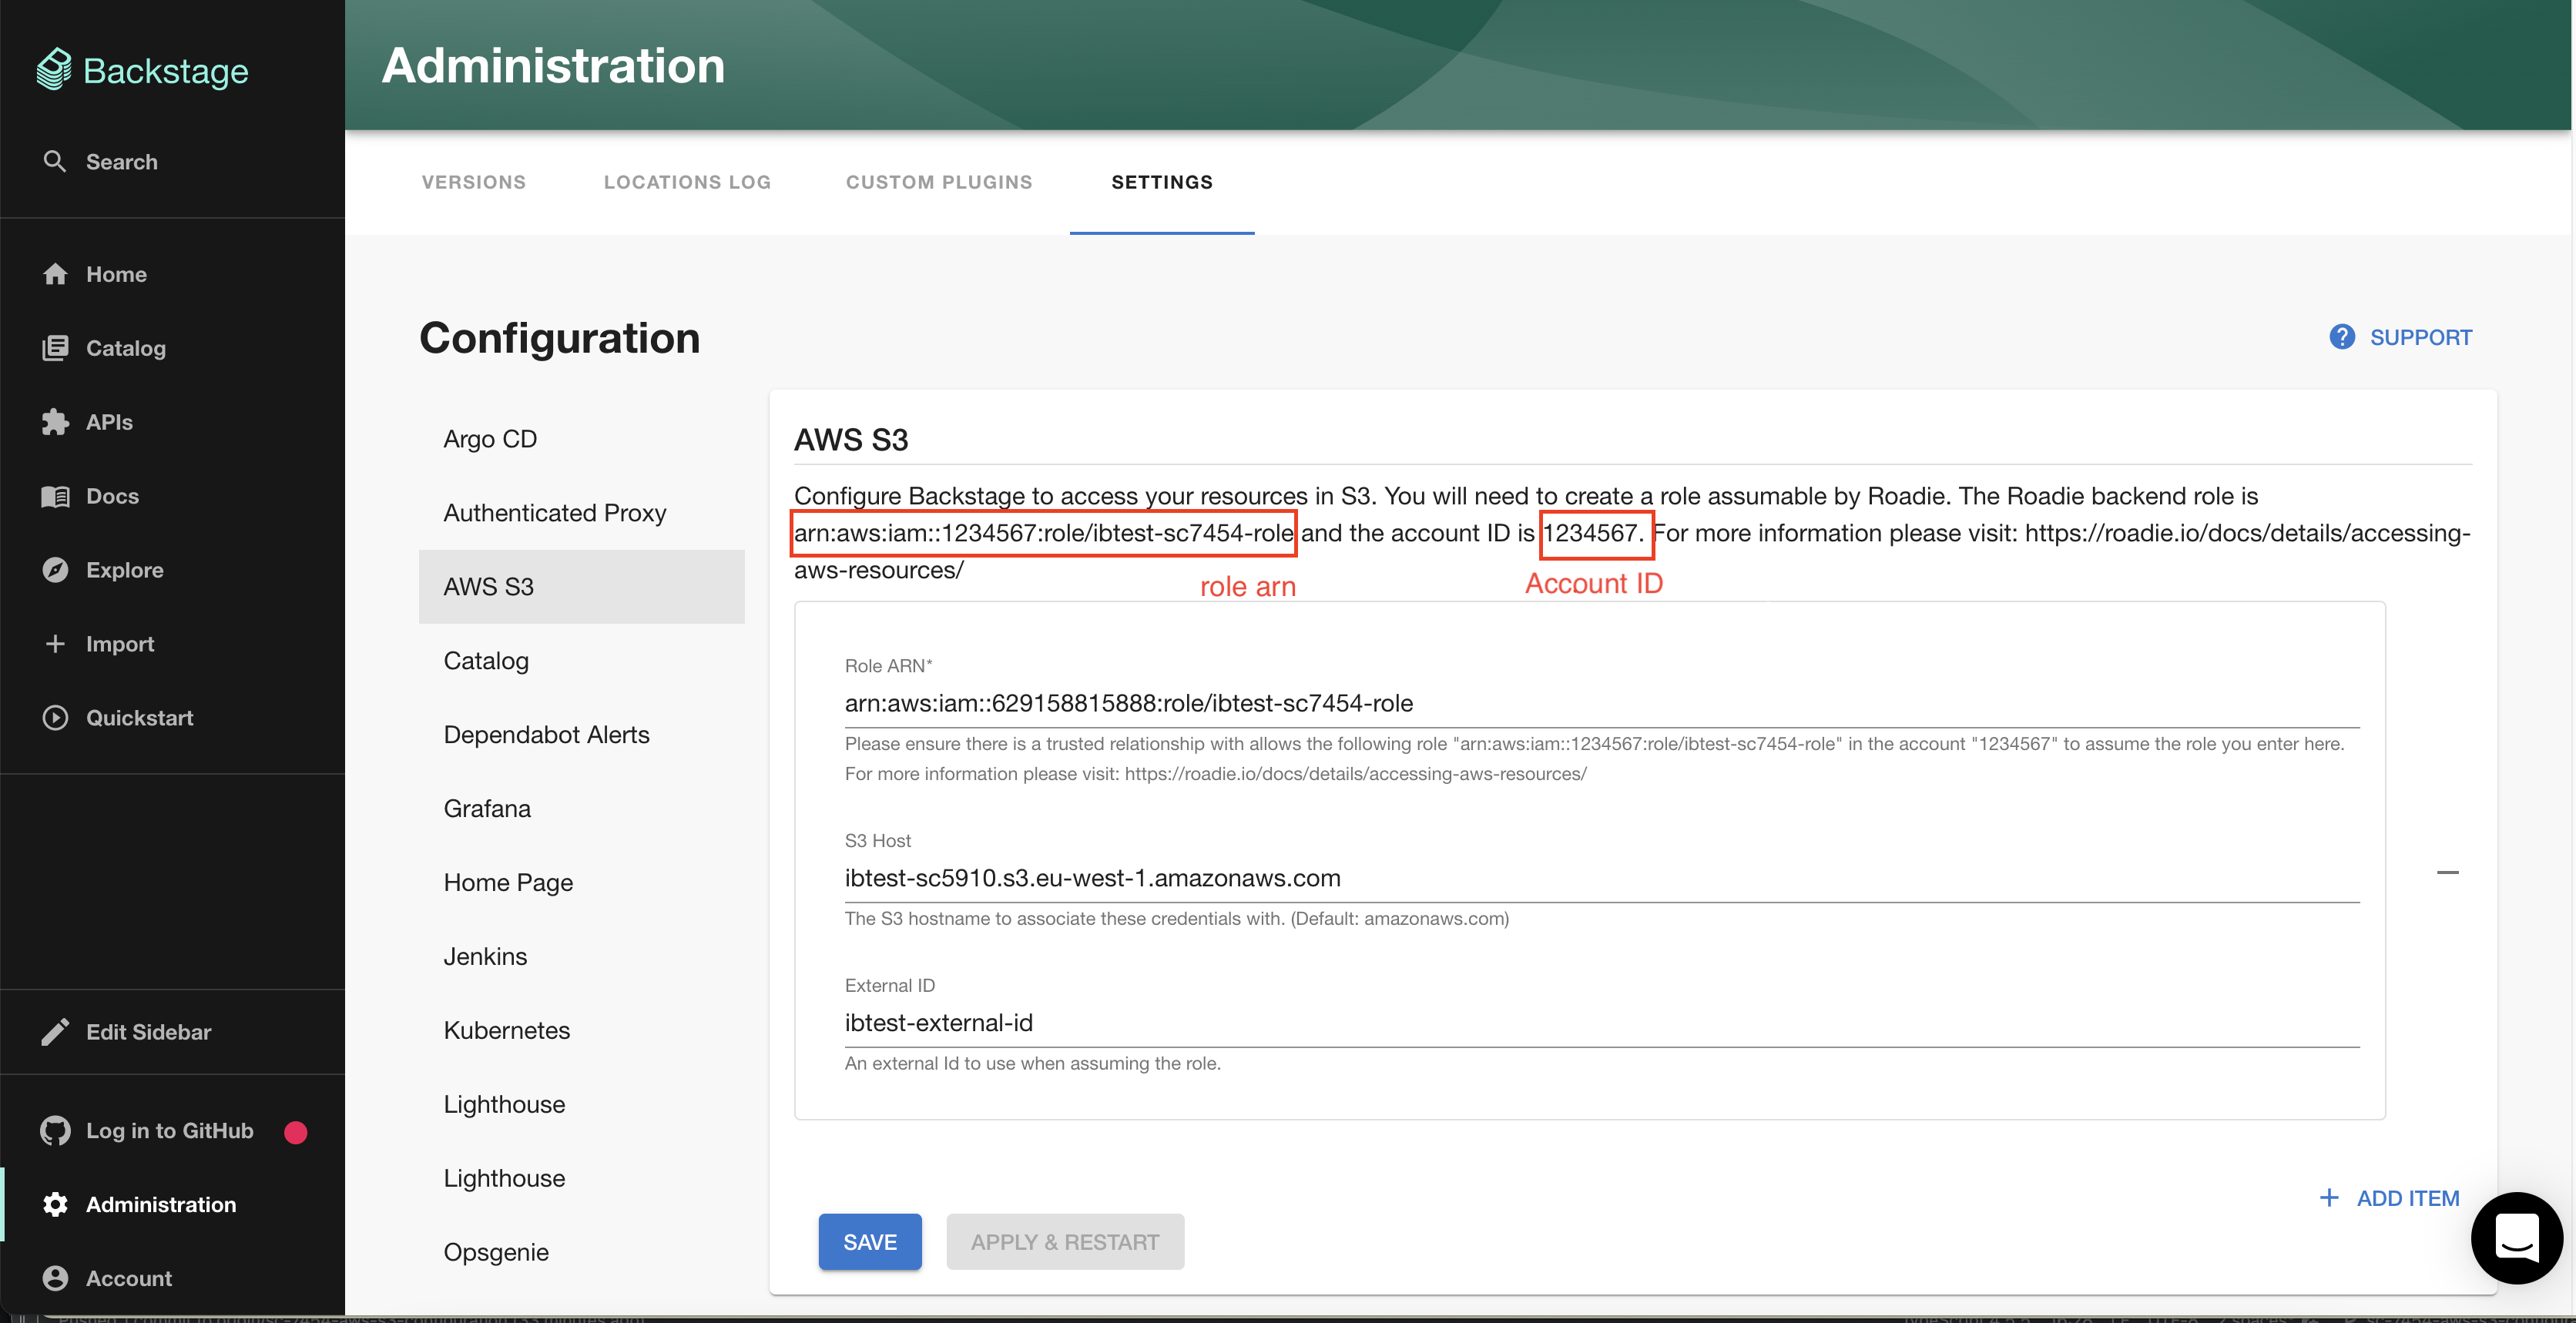 Backstage
Search
Home
Catalog
APIs
Docs
Explore
Import
Quickstart
Edit Sidebar
Log in to GitHub
Administration
Account
Administration
VERSIONS
LOCATIONS LOG
CUSTOM PLUGINS
SETTINGS
Configuration
SUPPORT
Argo CD
Authenticated Proxy
AWS S3
Catalog
Dependabot Alerts
Grafana
Home Page
Jenkins
Kubernetes
Lighthouse
Lighthouse
Opsgenie
AWS S3
Configure Backstage to access your resources in S3. You will need to create a role assumable by Roadie. The Roadie backend role is
arn:aws:iam::1234567:role/ibtest-sc7454-role and the account ID is 1234567. For more information please visit: https://roadie.io/docs/details/accessing-
aws-resources/
role arn
Account ID
Role ARN*
arn:aws:iam::629158815888:role/ibtest-sc7454-role
Please ensure there is a trusted relationship with allows the following role "arn:aws:iam::1234567:role/ibtest-sc7454-role" in the account "1234567" to assume the role you enter here.
For more information please visit: https://roadie.io/docs/details/accessing-aws-resources/
S3 Host
ibtest-sc5910.s3.eu-west-1.amazonaws.com
The S3 hostname to associate these credentials with. (Default: amazonaws.com)
External ID
ibtest-external-id
An external Id to use when assuming the role.
ADD ITEM
SAVE
APPLY & RESTART